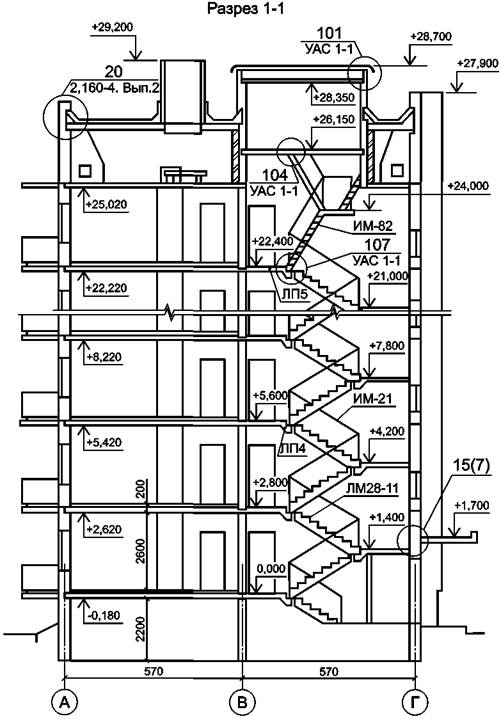 Разрез 1-1
+29,200
101
УАС 1-1
+28,700
+27,900
20
2,160-4. Вып.2
+28,350
+26,150
104
УАС 1-1
+24,000
+25,020
ИМ-82
+22,400
107
УАС 1-1
+22,220
ЛП5
+21,000
+8,220
+7,800
+5,600
ИМ-21
+5,420
ЛП4
+4,200
200
+2,800
ЛМ28-11
15(7)
+1,700
+2,620
2600
+1,400
0,000
-0,180
2200
570
570
А
В
Г